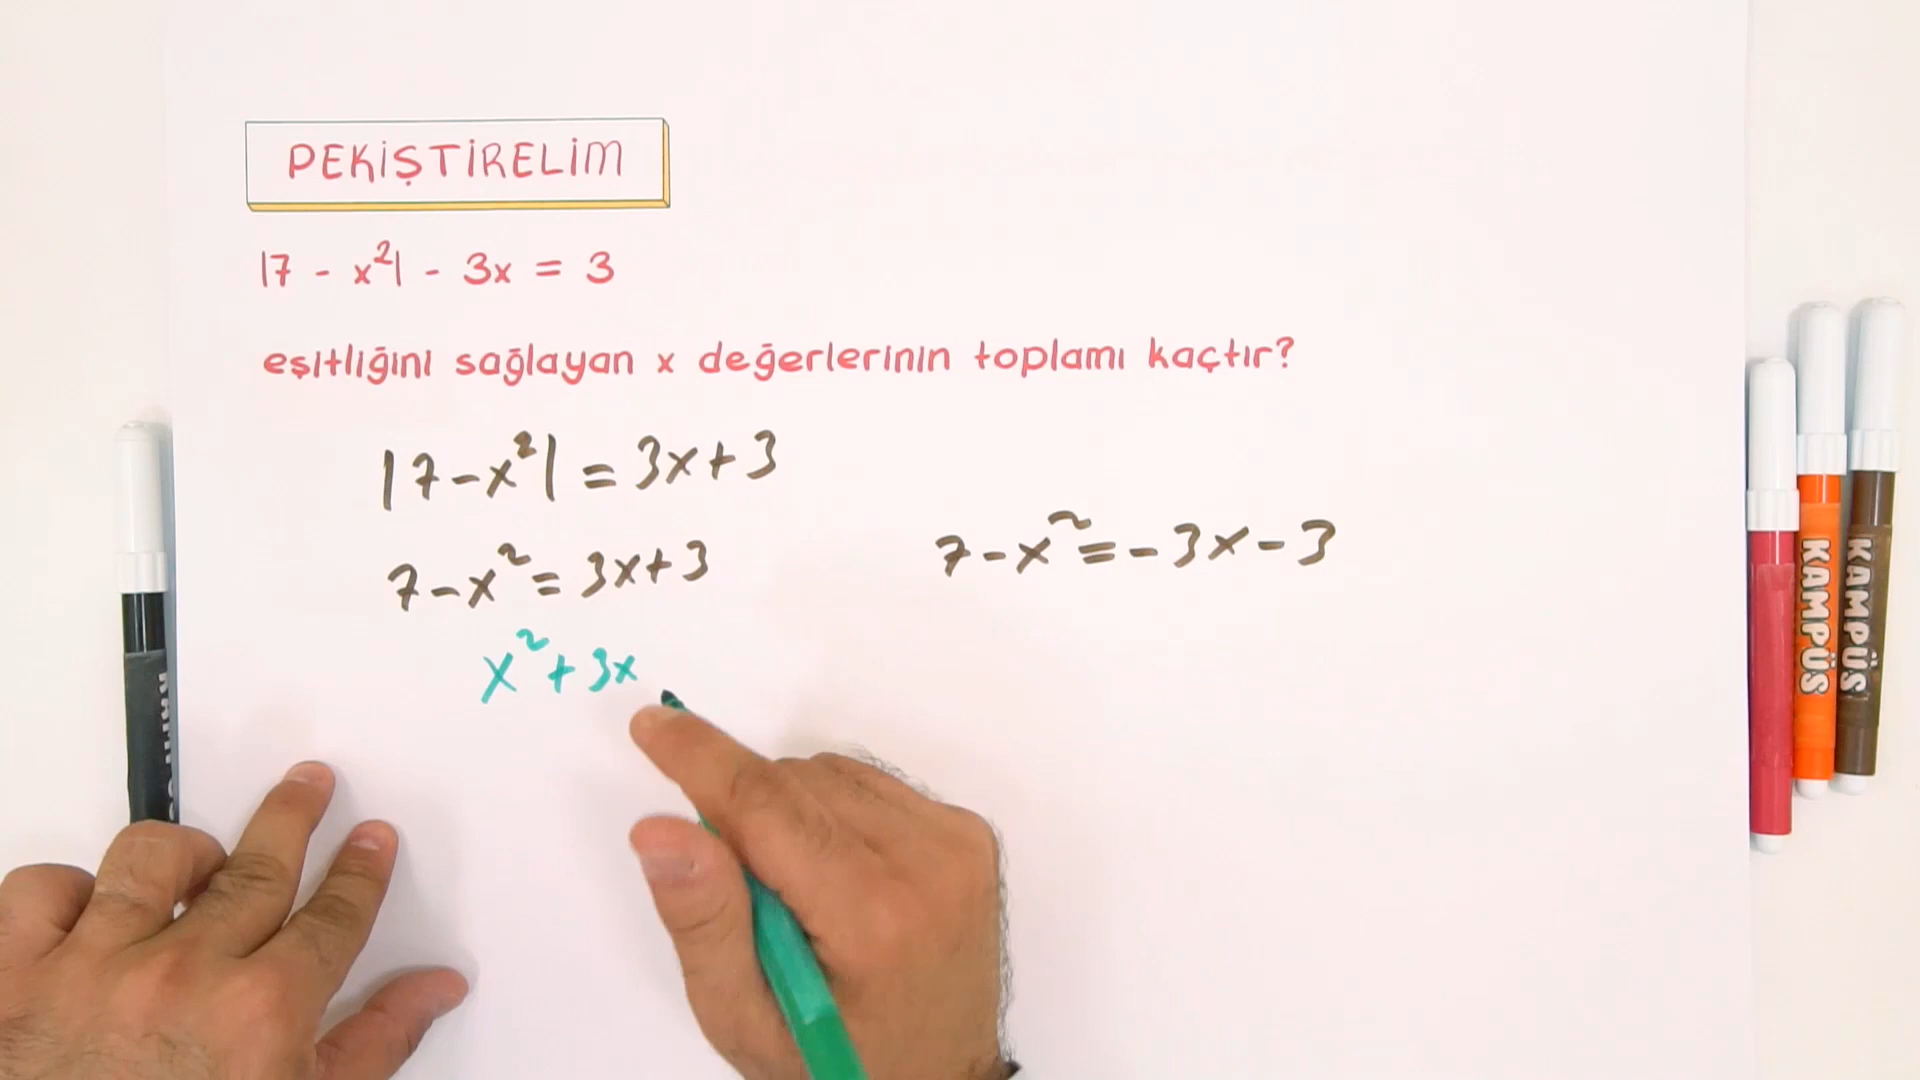 PEKİŞTİRELİM
|7 - x²| - 3x = 3
eşitliğini sağlayan x değerlerinin toplamı kaçtır?
|7-x²| = 3x+3
7-x² = 3x+3
7-x² = -3x-3
x²+3x
KAMPÜS
KAMPÜS